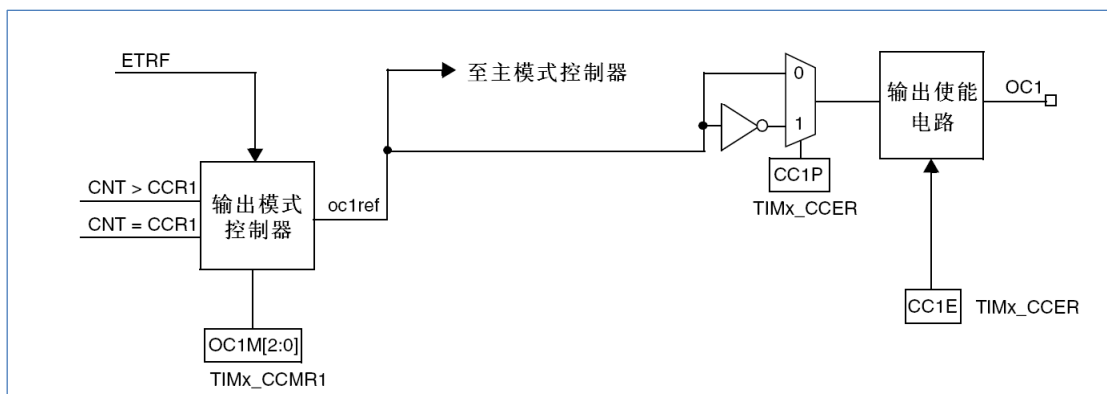 ETRF
至主模式控制器
0
1
输出使能
电路
OC1
CNT > CCR1
CNT = CCR1
输出模式
控制器
oc1ref
CC1P
TIMx_CCER
CC1E
TIMx_CCER
OC1M[2:0]
TIMx_CCMR1